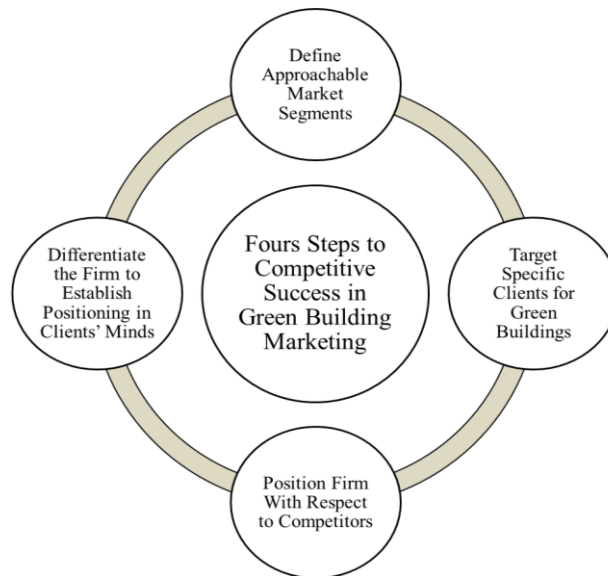 Define
Approachable
Market
Segments
Differentiate
the Firm to
Establish
Positioning in
Clients' Minds
Fours Steps to
Competitive
Success in
Green Building
Marketing
Target
Specific
Clients for
Green
Buildings
Position Firm
With Respect
to Competitors